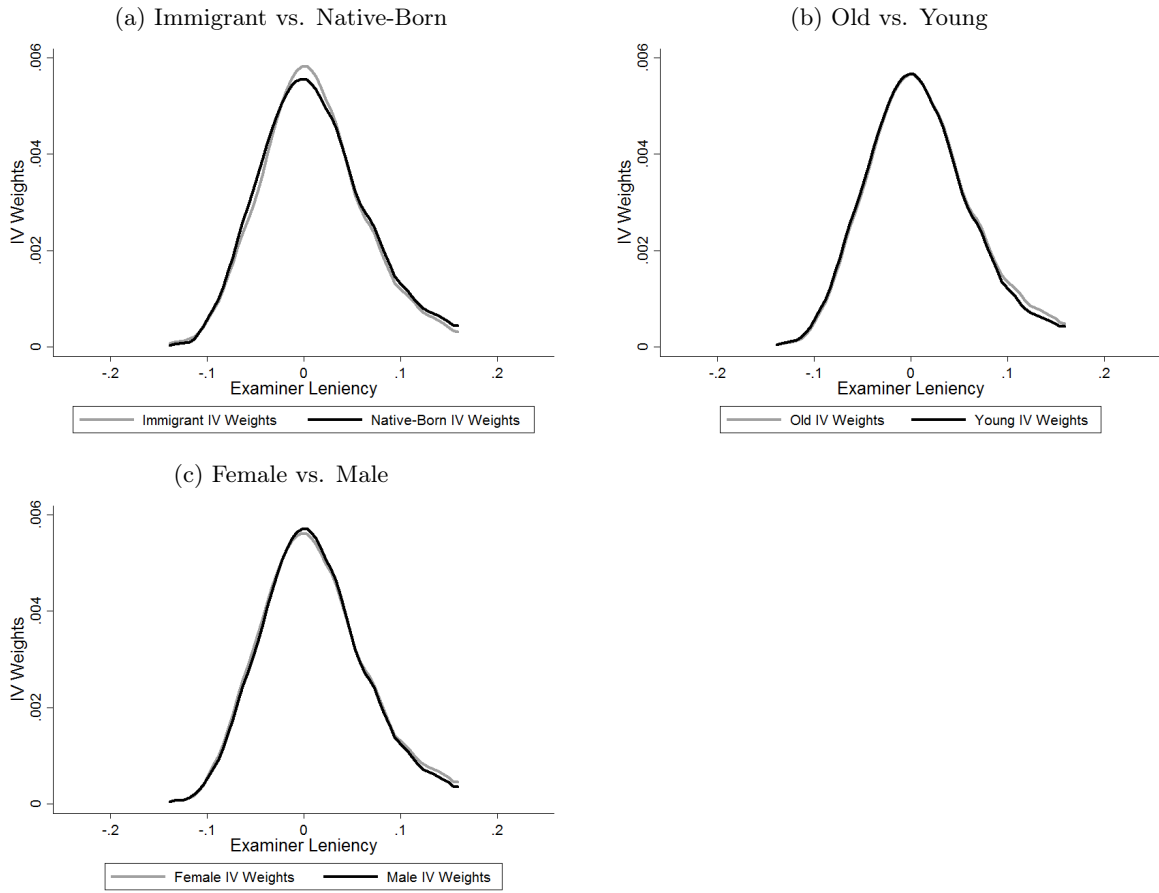 (a) Immigrant vs. Native-Born
IV Weights
.006
.004
.002
0
-.2 -.1 0 .1 .2
Examiner Leniency
Immigrant IV Weights Native-Born IV Weights
(b) Old vs. Young
IV Weights
.006
.004
.002
0
-.2 -.1 0 .1 .2
Examiner Leniency
Old IV Weights Young IV Weights
(c) Female vs. Male
IV Weights
.006
.004
.002
0
-.2 -.1 0 .1 .2
Examiner Leniency
Female IV Weights Male IV Weights